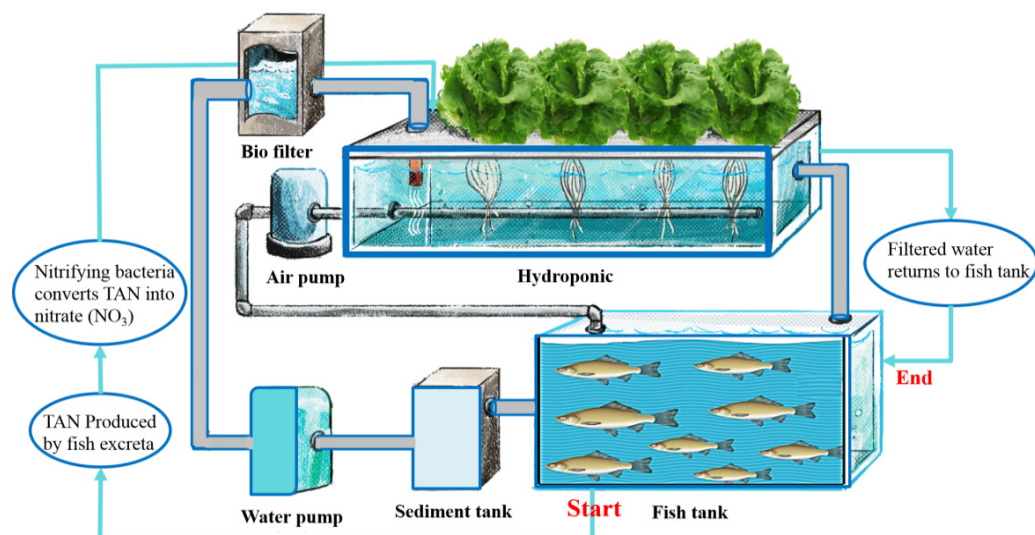 Bio filter
Air pump
Hydroponic
Nitrifying bacteria
converts TAN into
nitrate (NO₃)
Filtered water
returns to fish tank
End
TAN Produced
by fish excreta
Water pump
Sediment tank
Start
Fish tank